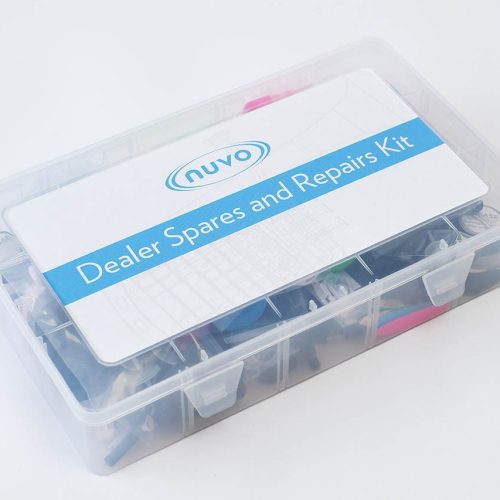 nuvo
Dealer Spares and Repairs Kit